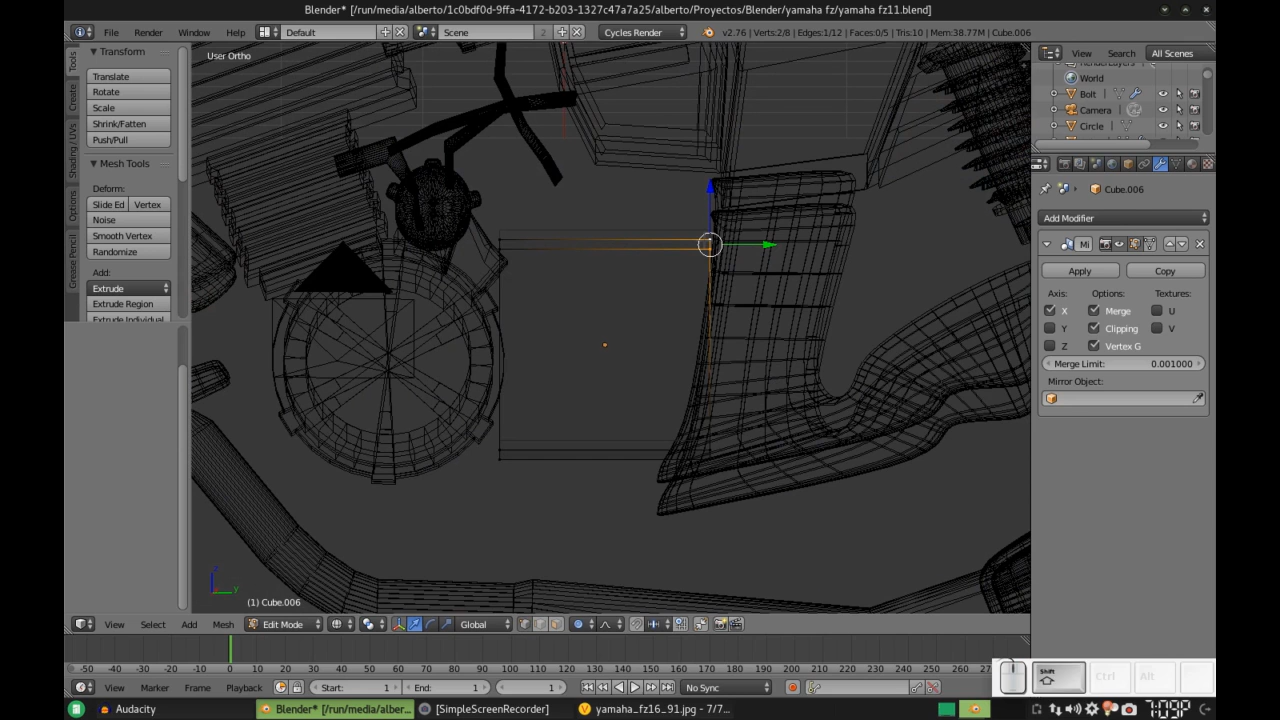 Blender* [/run/media/alberto/1c0bdf0d-9ffa-4172-b203-1327c47a7a25/alberto/Proyectos/Blender/yamaha fz/yamaha fz11.blend]
File Render Window Help Default Scene 2 Cycles Render v2.76 | Verts:2/8 | Edges:1/12 | Faces:0/5 | Tris:10 | Mem:38.77M | Cube.006
Tools
Create
Shading / UVs
Options
Grease Pencil
Transform
Translate
Rotate
Scale
Shrink/Fatten
Push/Pull
Mesh Tools
Deform:
Slide Ed Vertex
Noise
Smooth Vertex
Randomize
Add:
Extrude
Extrude Region
Extrude Individual
User Ortho
z
y
(1) Cube.006
View Search All Scenes
RenderLayers
World
Bolt
Camera
Circle
Cube.006
Add Modifier
Mi
Apply Copy
Axis: Options: Textures:
X Merge U
Y Clipping V
Z Vertex G
Merge Limit: 0.001000
Mirror Object:
View Select Add Mesh Edit Mode Global
-50 -40 -30 -20 -10 0 10 20 30 40 50 60 70 80 90 100 110 120 130 140 150 160 170 180 190 200 210 220 230 240 250 260
View Marker Frame Playback Start: 1 End: 1 1 No Sync
Shift Ctrl Alt
Audacity Blender* [/run/media/alber... [SimpleScreenRecorder] yamaha_fz16_91.jpg - 7/7...